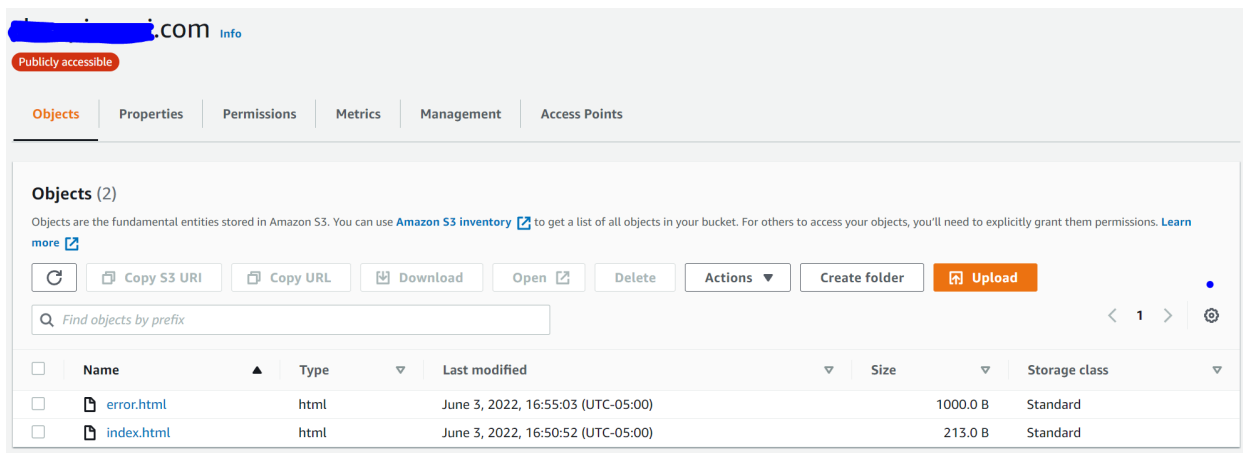 .com Info
Publicly accessible
Objects Properties Permissions Metrics Management Access Points
Objects (2)
Objects are the fundamental entities stored in Amazon S3. You can use Amazon S3 inventory to get a list of all objects in your bucket. For others to access your objects, you'll need to explicitly grant them permissions. Learn
more
Copy S3 URI Copy URL Download Open Delete Actions Create folder Upload
Find objects by prefix
1
Name Type Last modified Size Storage class
error.html html June 3, 2022, 16:55:03 (UTC-05:00) 1000.0 B Standard
index.html html June 3, 2022, 16:50:52 (UTC-05:00) 213.0 B Standard